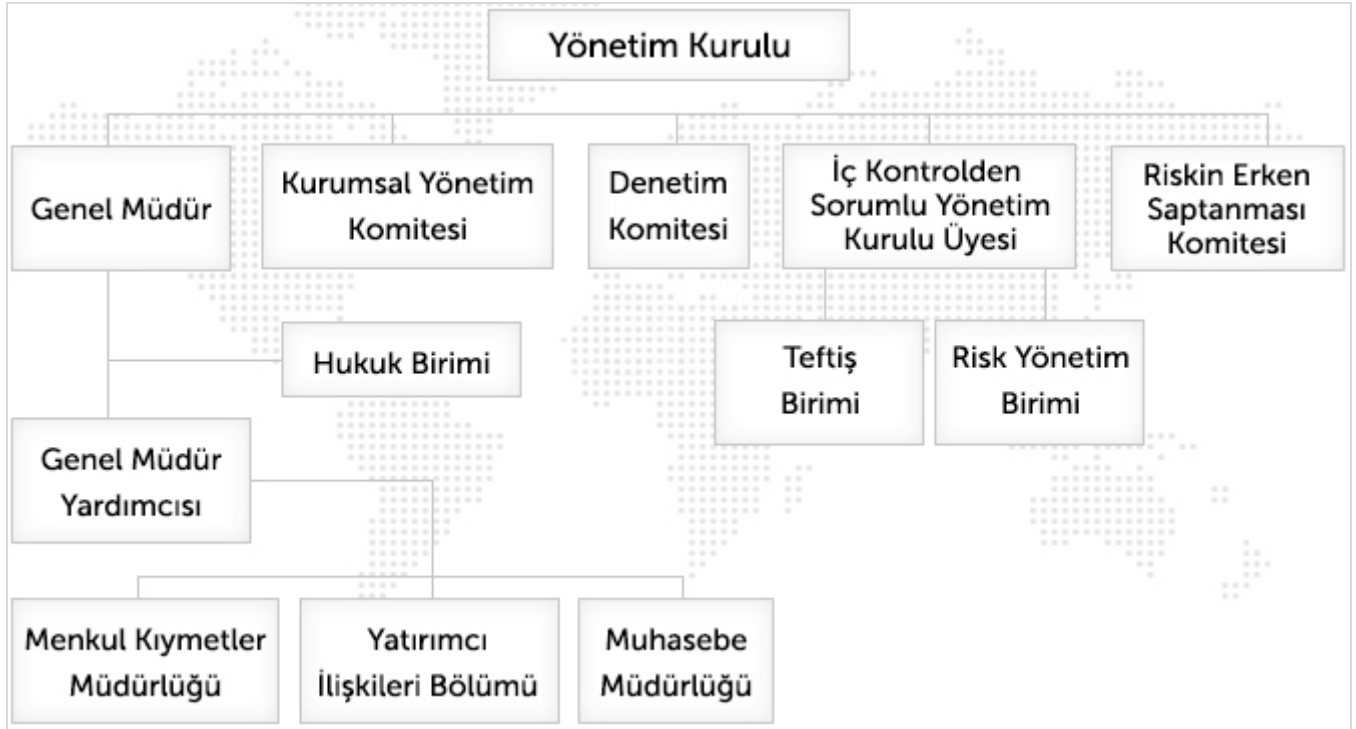 Yönetim Kurulu
Genel Müdür
Kurumsal Yönetim
Komitesi
Denetim
Komitesi
İç Kontrolden
Sorumlu Yönetim
Kurulu Üyesi
Riskin Erken
Saptanması
Komitesi
Hukuk Birimi
Teftiş
Birimi
Risk Yönetim
Birimi
Genel Müdür
Yardımcısı
Menkul Kıymetler
Müdürlüğü
Yatırımcı
İlişkileri Bölümü
Muhasebe
Müdürlüğü